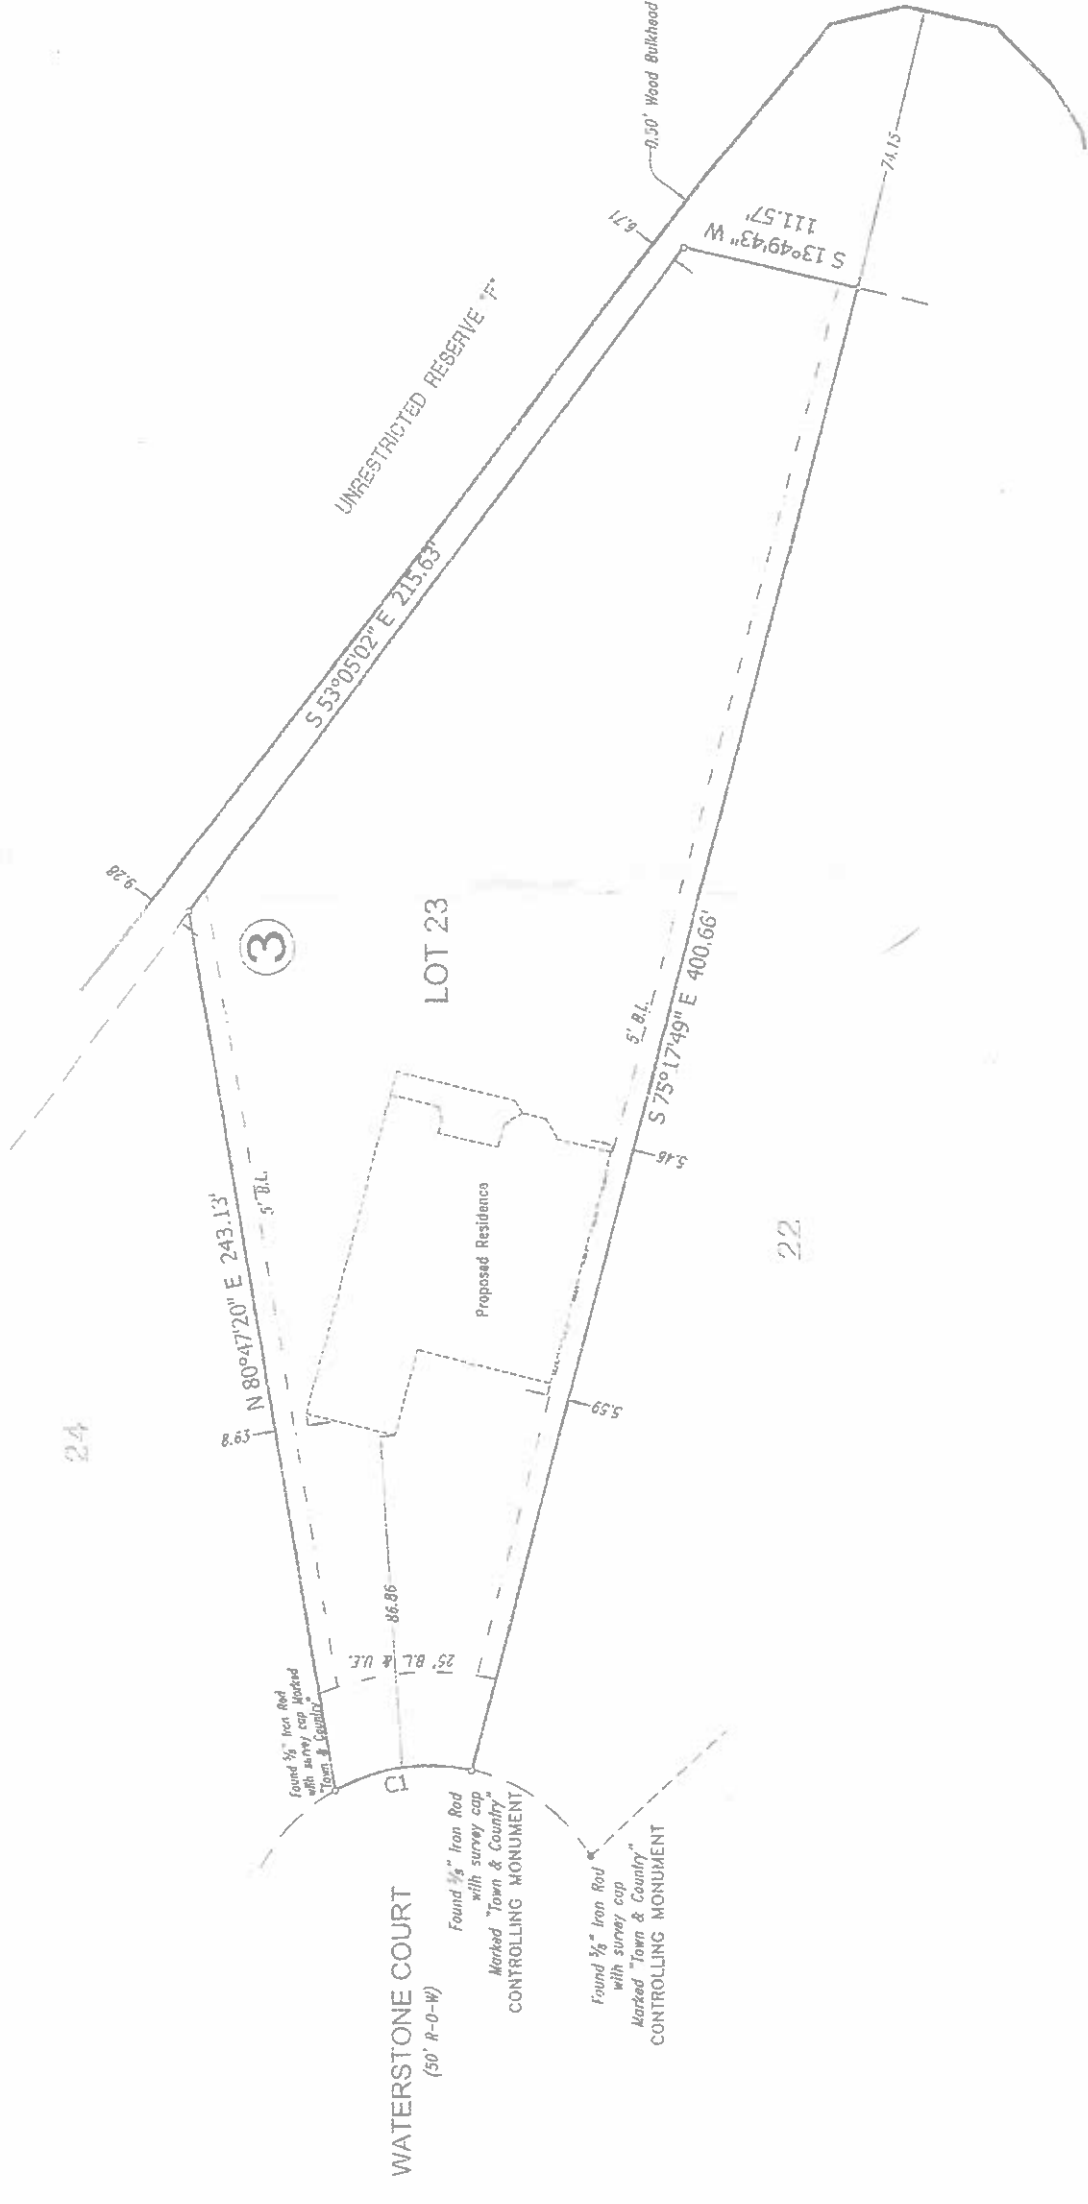 0.50' Wood Bulkhead
74.15
6.71
S 13°49'43" W
111.57'
UNRESTRICTED RESERVE "F"
S 53°05'02" E 215.63'
9.28
3
LOT 23
5' B.L.
S 75°17'49" E 400.66'
5.46
N 80°47'20" E 243.13'
5' B.L.
Proposed Residence
22
24
8.63
5.59
86.86
25' B.L. & U.E.
Found 5/8" Iron Rod
with survey cap Marked
"Town & Country"
C1
Found 5/8" Iron Rod
with survey cap
Marked "Town & Country"
CONTROLLING MONUMENT
WATERSTONE COURT
(50' R-O-W)
Found 5/8" Iron Rod
with survey cap
Marked "Town & Country"
CONTROLLING MONUMENT